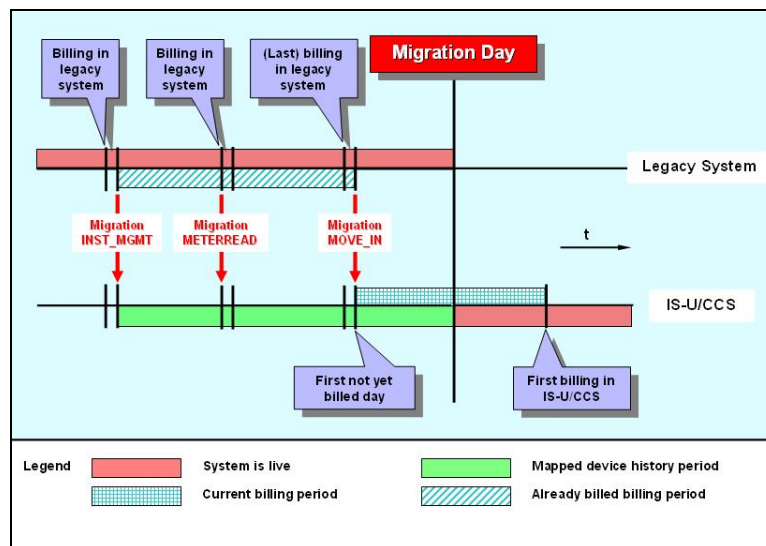 Billing in
legacy
system
Billing in
legacy
system
(Last) billing
in legacy
system
Migration Day
Legacy System
Migration
INST_MGMT
Migration
METERREAD
Migration
MOVE_IN
t
IS-U/CCS
First not yet
billed day
First billing in
IS-U/CCS
Legend
System is live
Mapped device history period
Current billing period
Already billed billing period